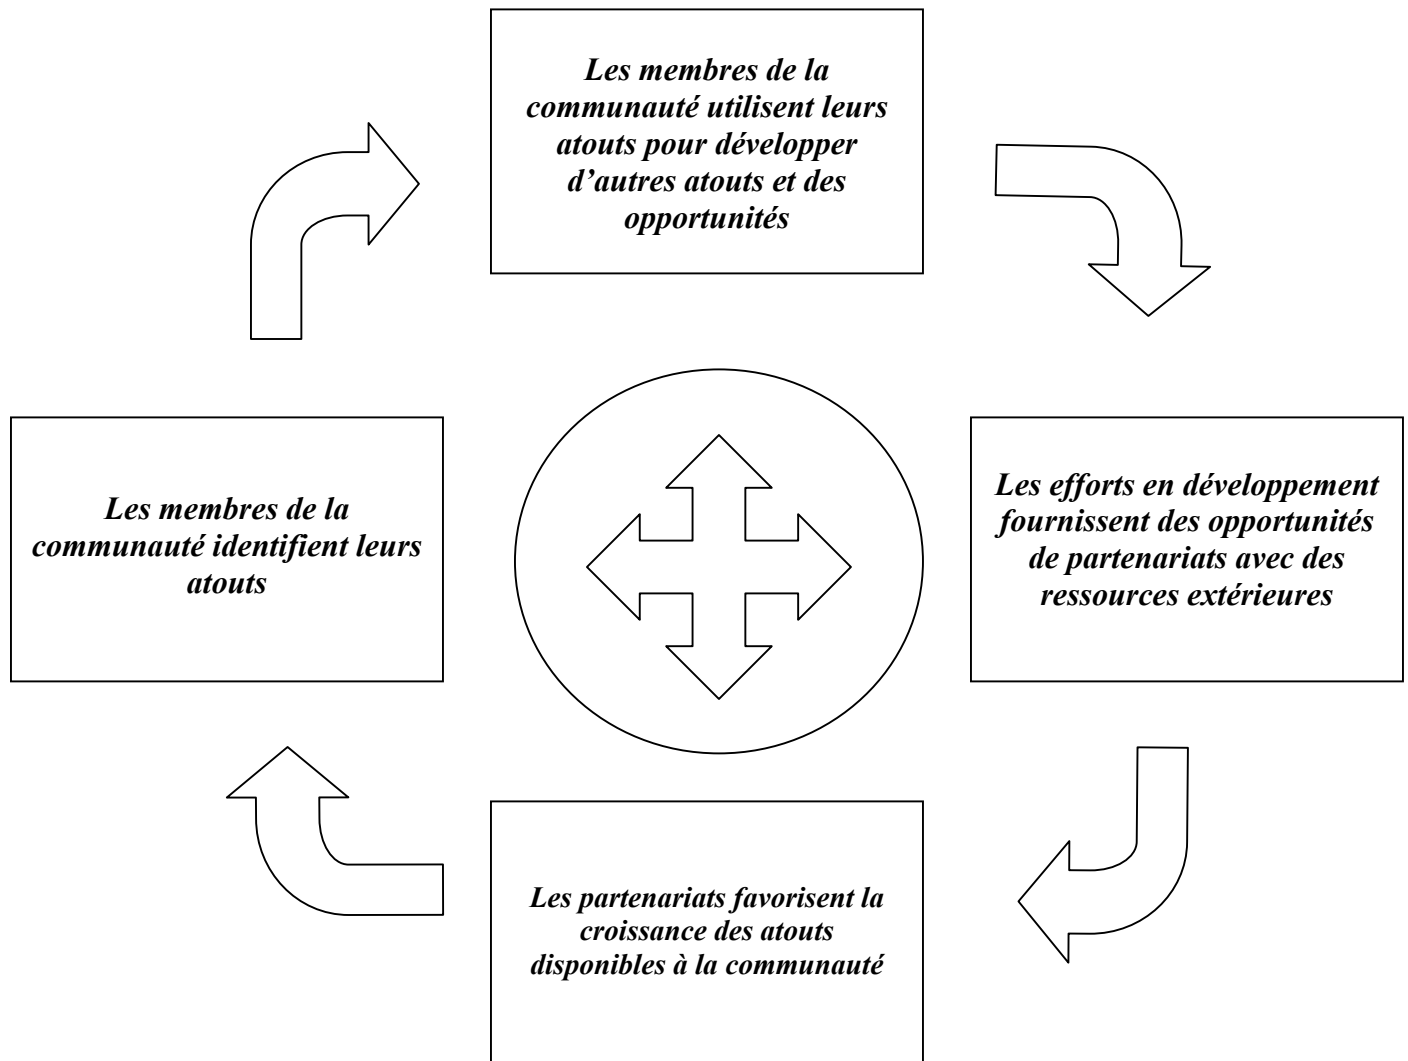 Les membres de la
communauté utilisent leurs
atouts pour développer
d’autres atouts et des
opportunités
Les membres de la
communauté identifient leurs
atouts
Les efforts en développement
fournissent des opportunités
de partenariats avec des
ressources extérieures
Les partenariats favorisent la
croissance des atouts
disponibles à la communauté